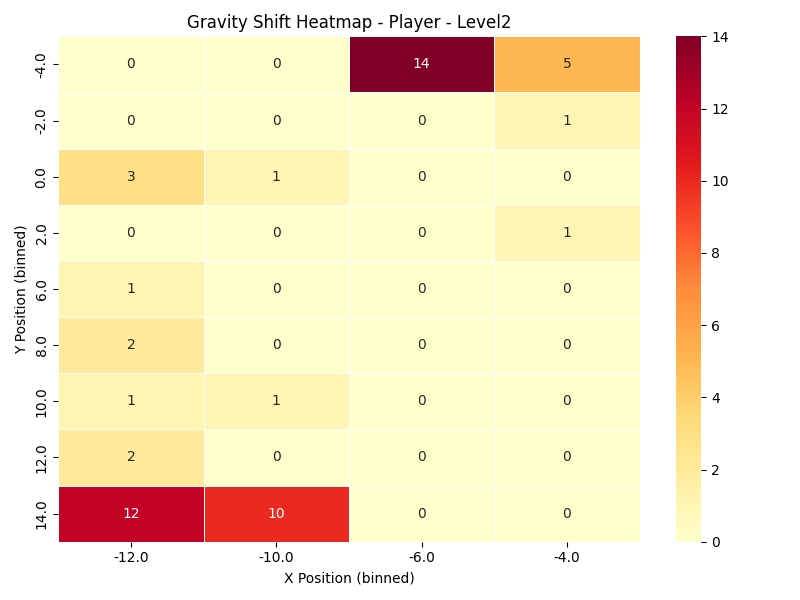 Gravity Shift Heatmap - Player - Level2
-4.0 0 0 14 5
-2.0 0 0 0 1
0.0 3 1 0 0
2.0 0 0 0 1
6.0 1 0 0 0
8.0 2 0 0 0
10.0 1 1 0 0
12.0 2 0 0 0
14.0 12 10 0 0
-12.0 -10.0 -6.0 -4.0
X Position (binned)
Y Position (binned)
14
12
10
8
6
4
2
0